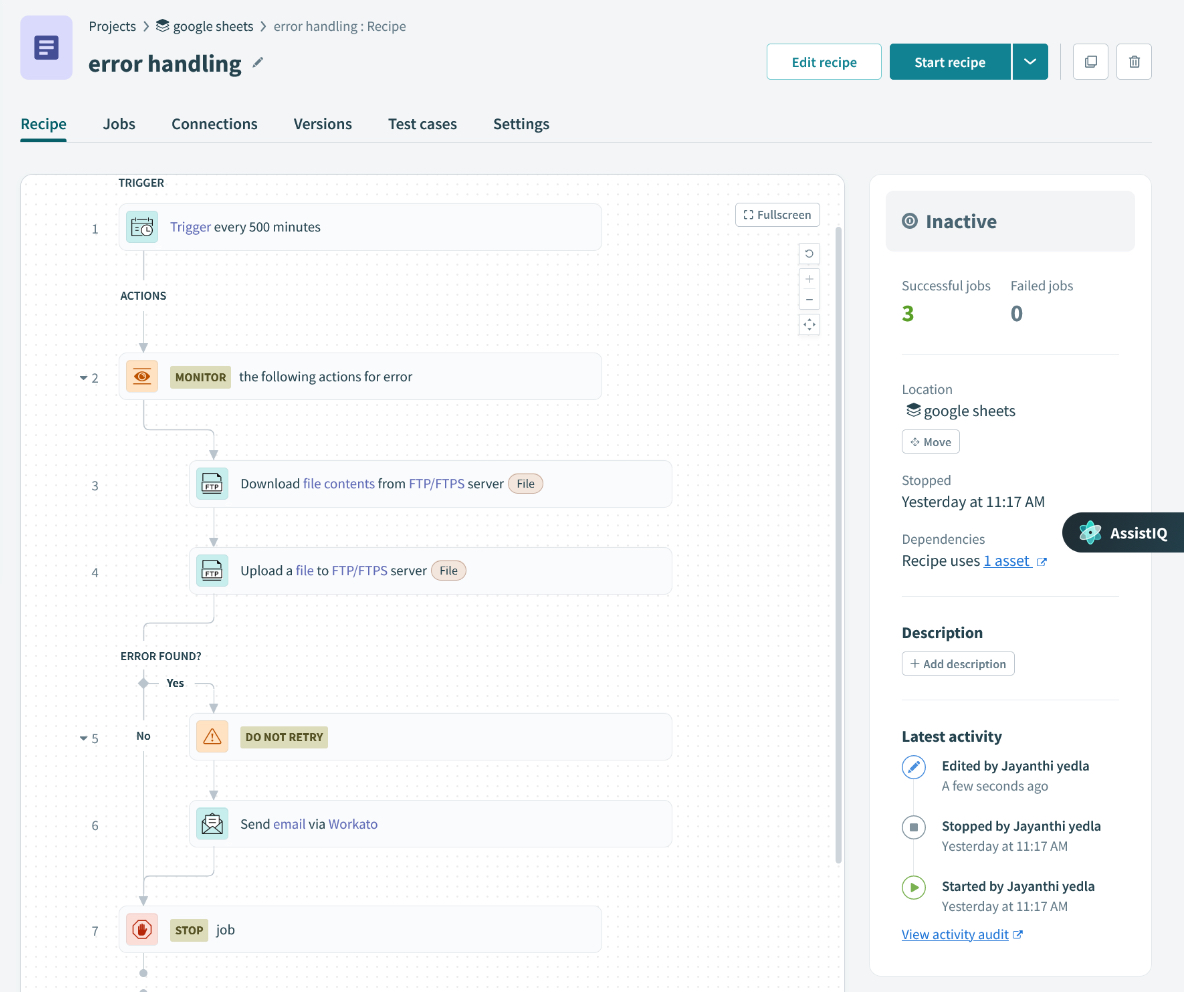 Projects > google sheets > error handling : Recipe
error handling
Edit recipe
Start recipe
Recipe Jobs Connections Versions Test cases Settings
TRIGGER
1 Trigger every 500 minutes
Fullscreen
ACTIONS
2 MONITOR the following actions for error
3 FTP Download file contents from FTP/FTPS server File
4 FTP Upload a file to FTP/FTPS server File
ERROR FOUND?
Yes
No
5 DO NOT RETRY
6 Send email via Workato
7 STOP job
Inactive
Successful jobs Failed jobs
3 0
Location
google sheets
Move
Stopped
Yesterday at 11:17 AM
AssistIQ
Dependencies
Recipe uses 1 asset
Description
+ Add description
Latest activity
Edited by Jayanthi yedla
A few seconds ago
Stopped by Jayanthi yedla
Yesterday at 11:17 AM
Started by Jayanthi yedla
Yesterday at 11:17 AM
View activity audit